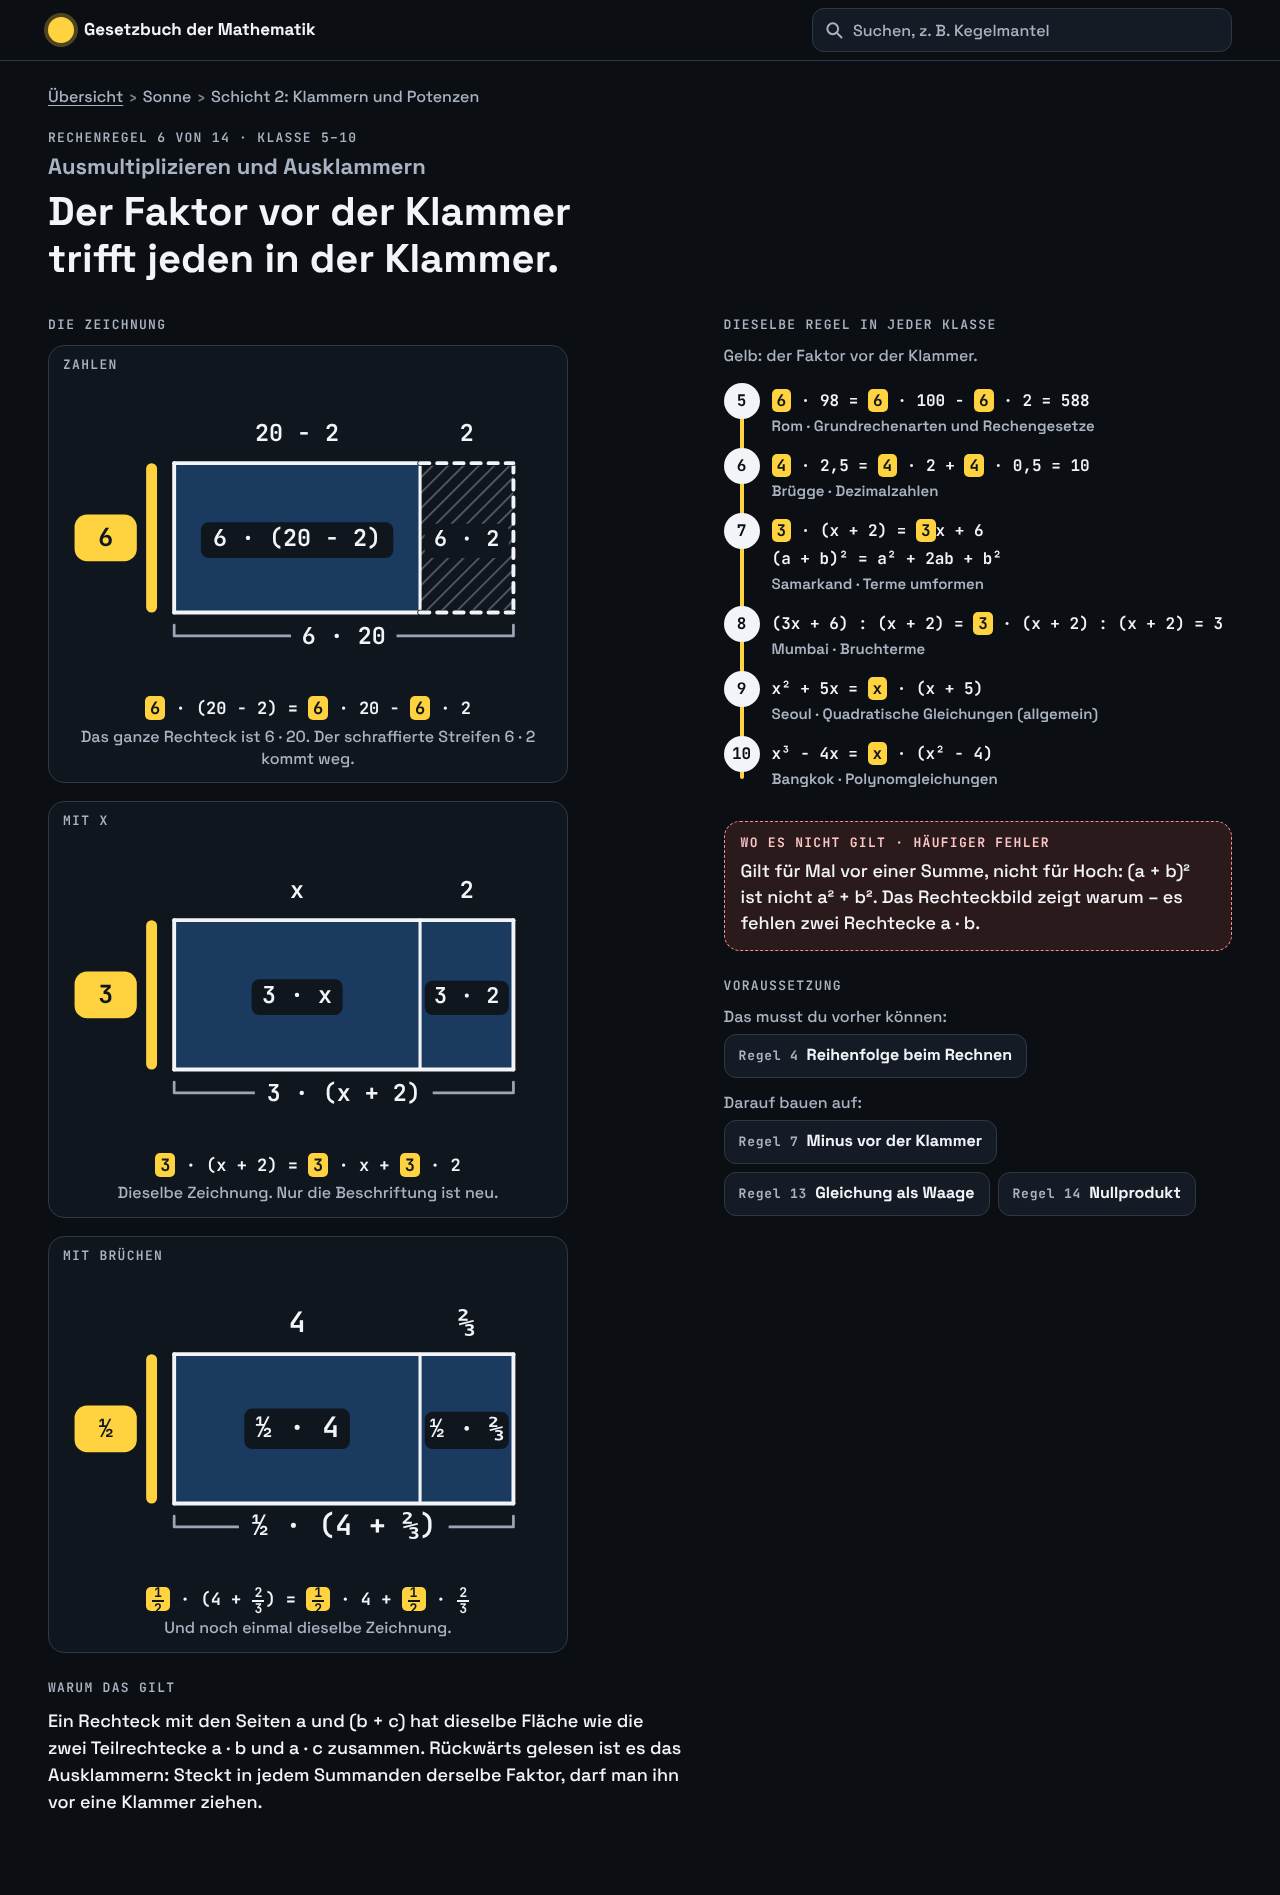 Gesetzbuch der Mathematik
Suchen, z. B. Kegelmantel
Übersicht > Sonne > Schicht 2: Klammern und Potenzen
RECHENREGEL 6 VON 14 · KLASSE 5–10
Ausmultiplizieren und Ausklammern
Der Faktor vor der Klammer
trifft jeden in der Klammer.
DIE ZEICHNUNG
ZAHLEN
20 - 2 2
6 6 · (20 - 2) 6 · 2
6 · 20
6 · (20 - 2) = 6 · 20 - 6 · 2
Das ganze Rechteck ist 6 · 20. Der schraffierte Streifen 6 · 2
kommt weg.
MIT X
x 2
3 3 · x 3 · 2
3 · (x + 2)
3 · (x + 2) = 3 · x + 3 · 2
Dieselbe Zeichnung. Nur die Beschriftung ist neu.
MIT BRÜCHEN
4 ⅔
½ ½ · 4 ½ · ⅔
½ · (4 + ⅔)
½ · (4 + ⅔) = ½ · 4 + ½ · ⅔
Und noch einmal dieselbe Zeichnung.
WARUM DAS GILT
Ein Rechteck mit den Seiten a und (b + c) hat dieselbe Fläche wie die
zwei Teilrechtecke a · b und a · c zusammen. Rückwärts gelesen ist es das
Ausklammern: Steckt in jedem Summanden derselbe Faktor, darf man ihn
vor eine Klammer ziehen.
DIESELBE REGEL IN JEDER KLASSE
Gelb: der Faktor vor der Klammer.
5 6 · 98 = 6 · 100 - 6 · 2 = 588
Rom · Grundrechenarten und Rechengesetze
6 4 · 2,5 = 4 · 2 + 4 · 0,5 = 10
Brügge · Dezimalzahlen
7 3 · (x + 2) = 3x + 6
(a + b)² = a² + 2ab + b²
Samarkand · Terme umformen
8 (3x + 6) : (x + 2) = 3 · (x + 2) : (x + 2) = 3
Mumbai · Bruchterme
9 x² + 5x = x · (x + 5)
Seoul · Quadratische Gleichungen (allgemein)
10 x³ - 4x = x · (x² - 4)
Bangkok · Polynomgleichungen
WO ES NICHT GILT · HÄUFIGER FEHLER
Gilt für Mal vor einer Summe, nicht für Hoch: (a + b)²
ist nicht a² + b². Das Rechteckbild zeigt warum – es
fehlen zwei Rechtecke a · b.
VORAUSSETZUNG
Das musst du vorher können:
Regel 4 Reihenfolge beim Rechnen
Darauf bauen auf:
Regel 7 Minus vor der Klammer
Regel 13 Gleichung als Waage Regel 14 Nullprodukt